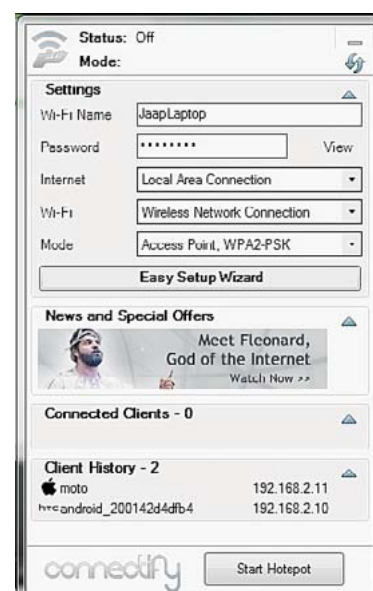 Status: Off
Mode:
Settings
Wi-Fi Name JaapLaptop
Password ········ View
Internet Local Area Connection
Wi-Fi Wireless Network Connection
Mode Access Point, WPA2-PSK
Easy Setup Wizard
News and Special Offers
Meet Fleonard,
God of the Internet
Watch Now >>
Connected Clients - 0
Client History - 2
moto 192.168.2.11
htc android_200142d4dfb4 192.168.2.10
connectify Start Hotspot